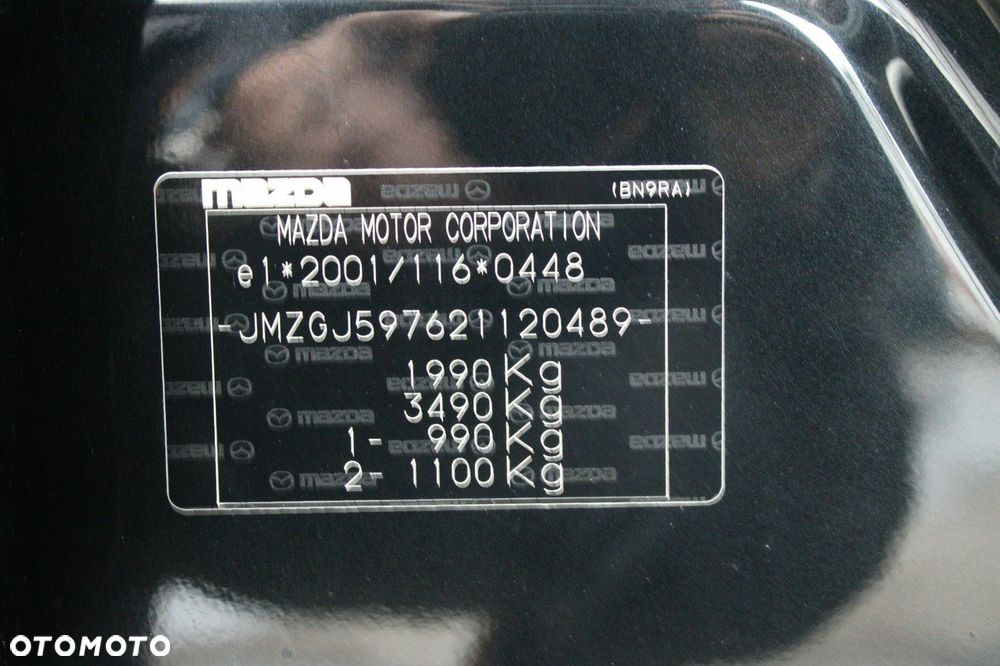 mazda (BN9RA)
MAZDA MOTOR CORPORATION
e1*2001/116*0448
-JMZGJ597621120489-
1990 Kg
3490 Kg
1- 990 Kg
2- 1100 Kg
OTOMOTO